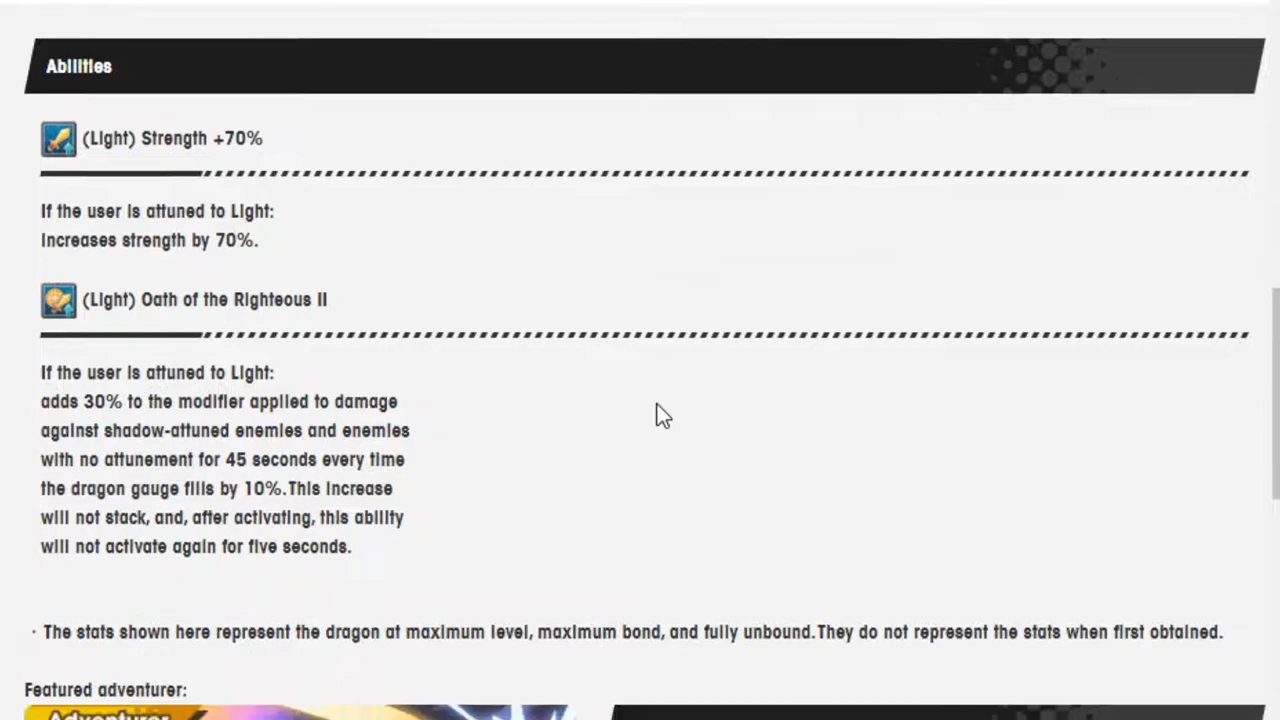 Abilities
(Light) Strength +70%
If the user is attuned to Light:
Increases strength by 70%.
(Light) Oath of the Righteous II
If the user is attuned to Light:
adds 30% to the modifier applied to damage
against shadow-attuned enemies and enemies
with no attunement for 45 seconds every time
the dragon gauge fills by 10%.This increase
will not stack, and, after activating, this ability
will not activate again for five seconds.
· The stats shown here represent the dragon at maximum level, maximum bond, and fully unbound.They do not represent the stats when first obtained.
Featured adventurer:
Adventurer